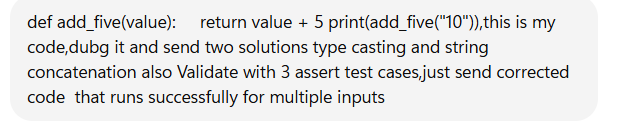 def add_five(value):     return value + 5 print(add_five("10")),this is my
code,dubg it and send two solutions type casting and string
concatenation also Validate with 3 assert test cases,just send corrected
code  that runs successfully for multiple inputs